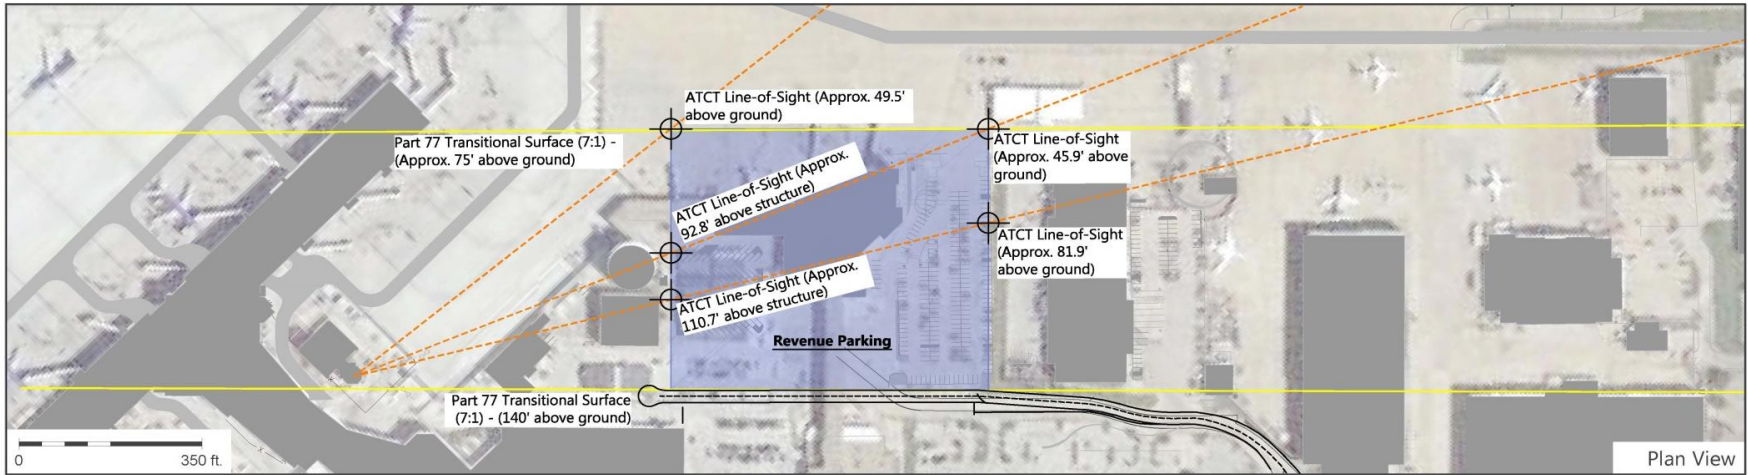 ATCT Line-of-Sight (Approx. 49.5'
above ground)
Part 77 Transitional Surface (7:1) -
(Approx. 75' above ground)
ATCT Line-of-Sight
(Approx. 45.9' above
ground)
ATCT Line-of-Sight (Approx.
92.8' above structure)
ATCT Line-of-Sight
(Approx. 81.9'
above ground)
ATCT Line-of-Sight (Approx.
110.7' above structure)
Revenue Parking
Part 77 Transitional Surface
(7:1) - (140' above ground)
0 350 ft.
Plan View